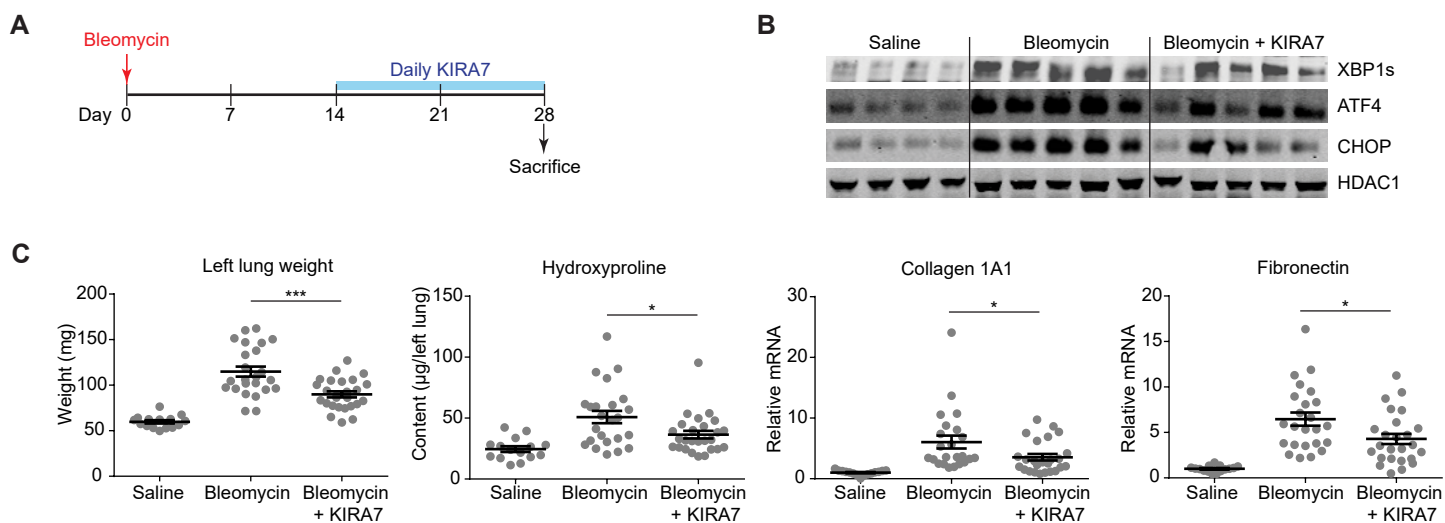 A
Bleomycin
Daily KIRA7
Day 0 7 14 21 28
Sacrifice
B
Saline Bleomycin Bleomycin + KIRA7
XBP1s
ATF4
CHOP
HDAC1
C
Left lung weight
Weight (mg)
200
150
100
50
0
***
Saline Bleomycin Bleomycin
+ KIRA7
Hydroxyproline
Content (µg/left lung)
150
100
50
0
*
Saline Bleomycin Bleomycin
+ KIRA7
Collagen 1A1
Relative mRNA
30
20
10
0
*
Saline Bleomycin Bleomycin
+ KIRA7
Fibronectin
Relative mRNA
20
15
10
5
0
*
Saline Bleomycin Bleomycin
+ KIRA7